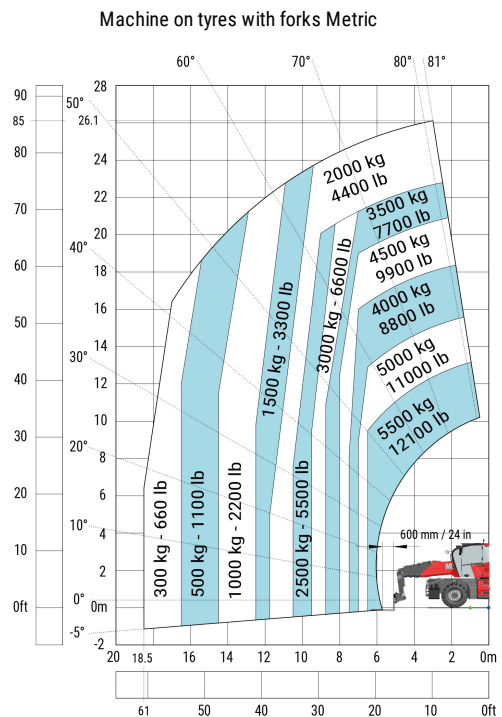 Machine on tyres with forks Metric
60°
70°
80°
81°
90
28
50°
85
26.1
80
24
2000 kg
4400 lb
22
3500 kg
7700 lb
70
20
4500 kg
9900 lb
40°
60
18
3000 kg - 6600 lb
4000 kg
8800 lb
16
50
1500 kg - 3300 lb
14
30°
5000 kg
11000 lb
40
12
5500 kg
12100 lb
30
10
20°
8
300 kg - 660 lb
500 kg - 1100 lb
1000 kg - 2200 lb
2500 kg - 5500 lb
20
6
10°
4
600 mm / 24 in
10
2
0°
0ft
0m
-5°
-2
20
18.5
16
14
12
10
8
6
4
2
0m
61
50
40
30
20
10
0ft